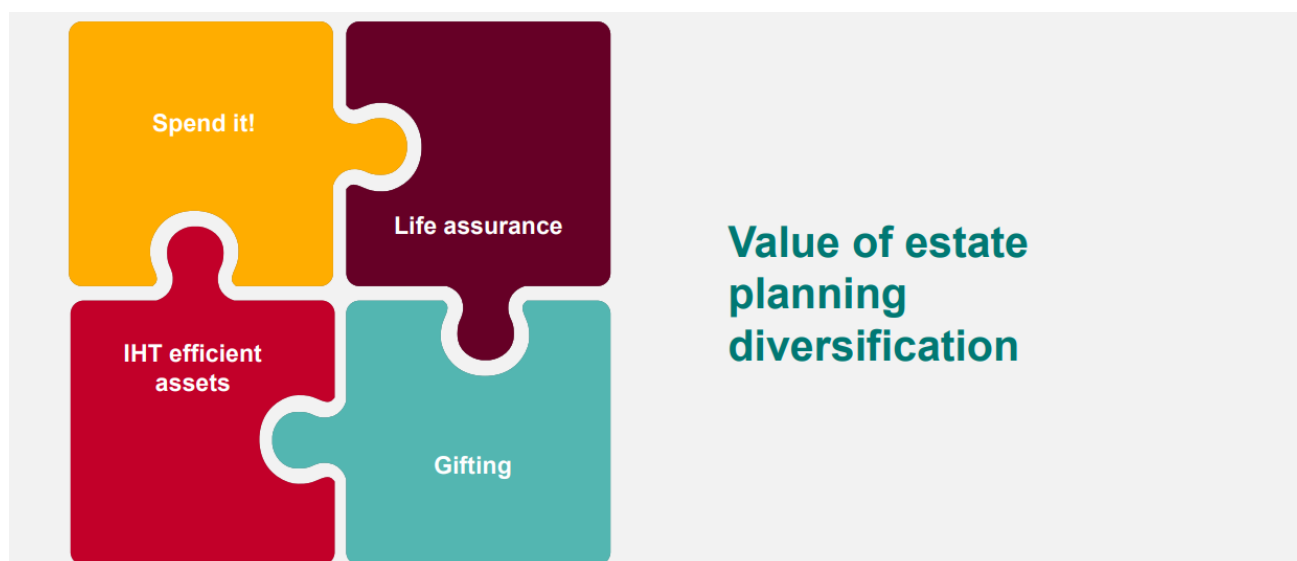 Spend it!
Life assurance
IHT efficient
assets
Gifting
Value of estate
planning
diversification